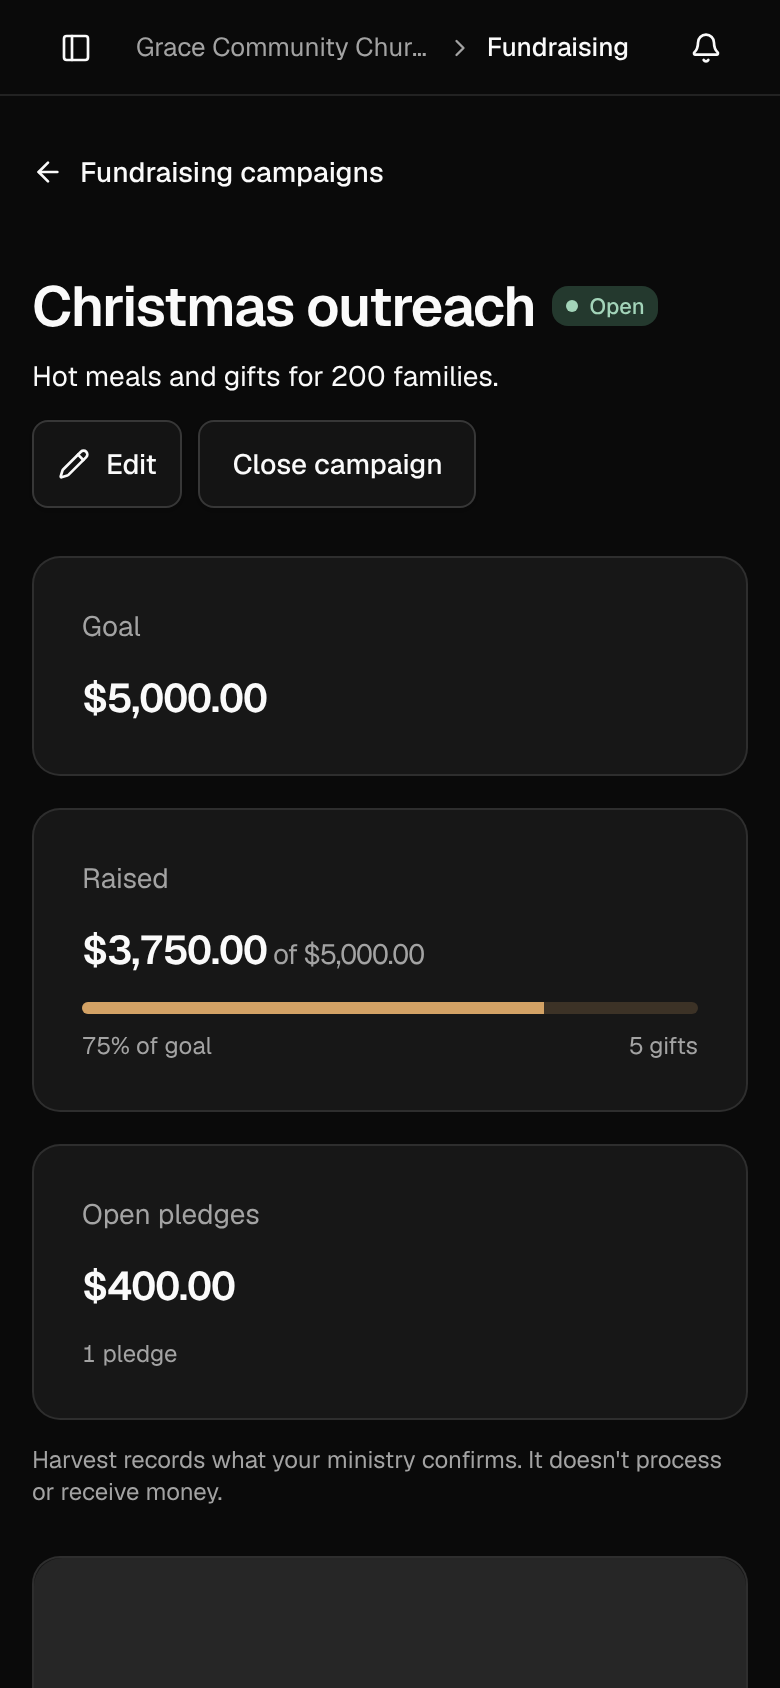 Grace Community Chur... > Fundraising
Fundraising campaigns
Christmas outreach Open
Hot meals and gifts for 200 families.
Edit Close campaign
Goal
$5,000.00
Raised
$3,750.00 of $5,000.00
75% of goal 5 gifts
Open pledges
$400.00
1 pledge
Harvest records what your ministry confirms. It doesn't process
or receive money.